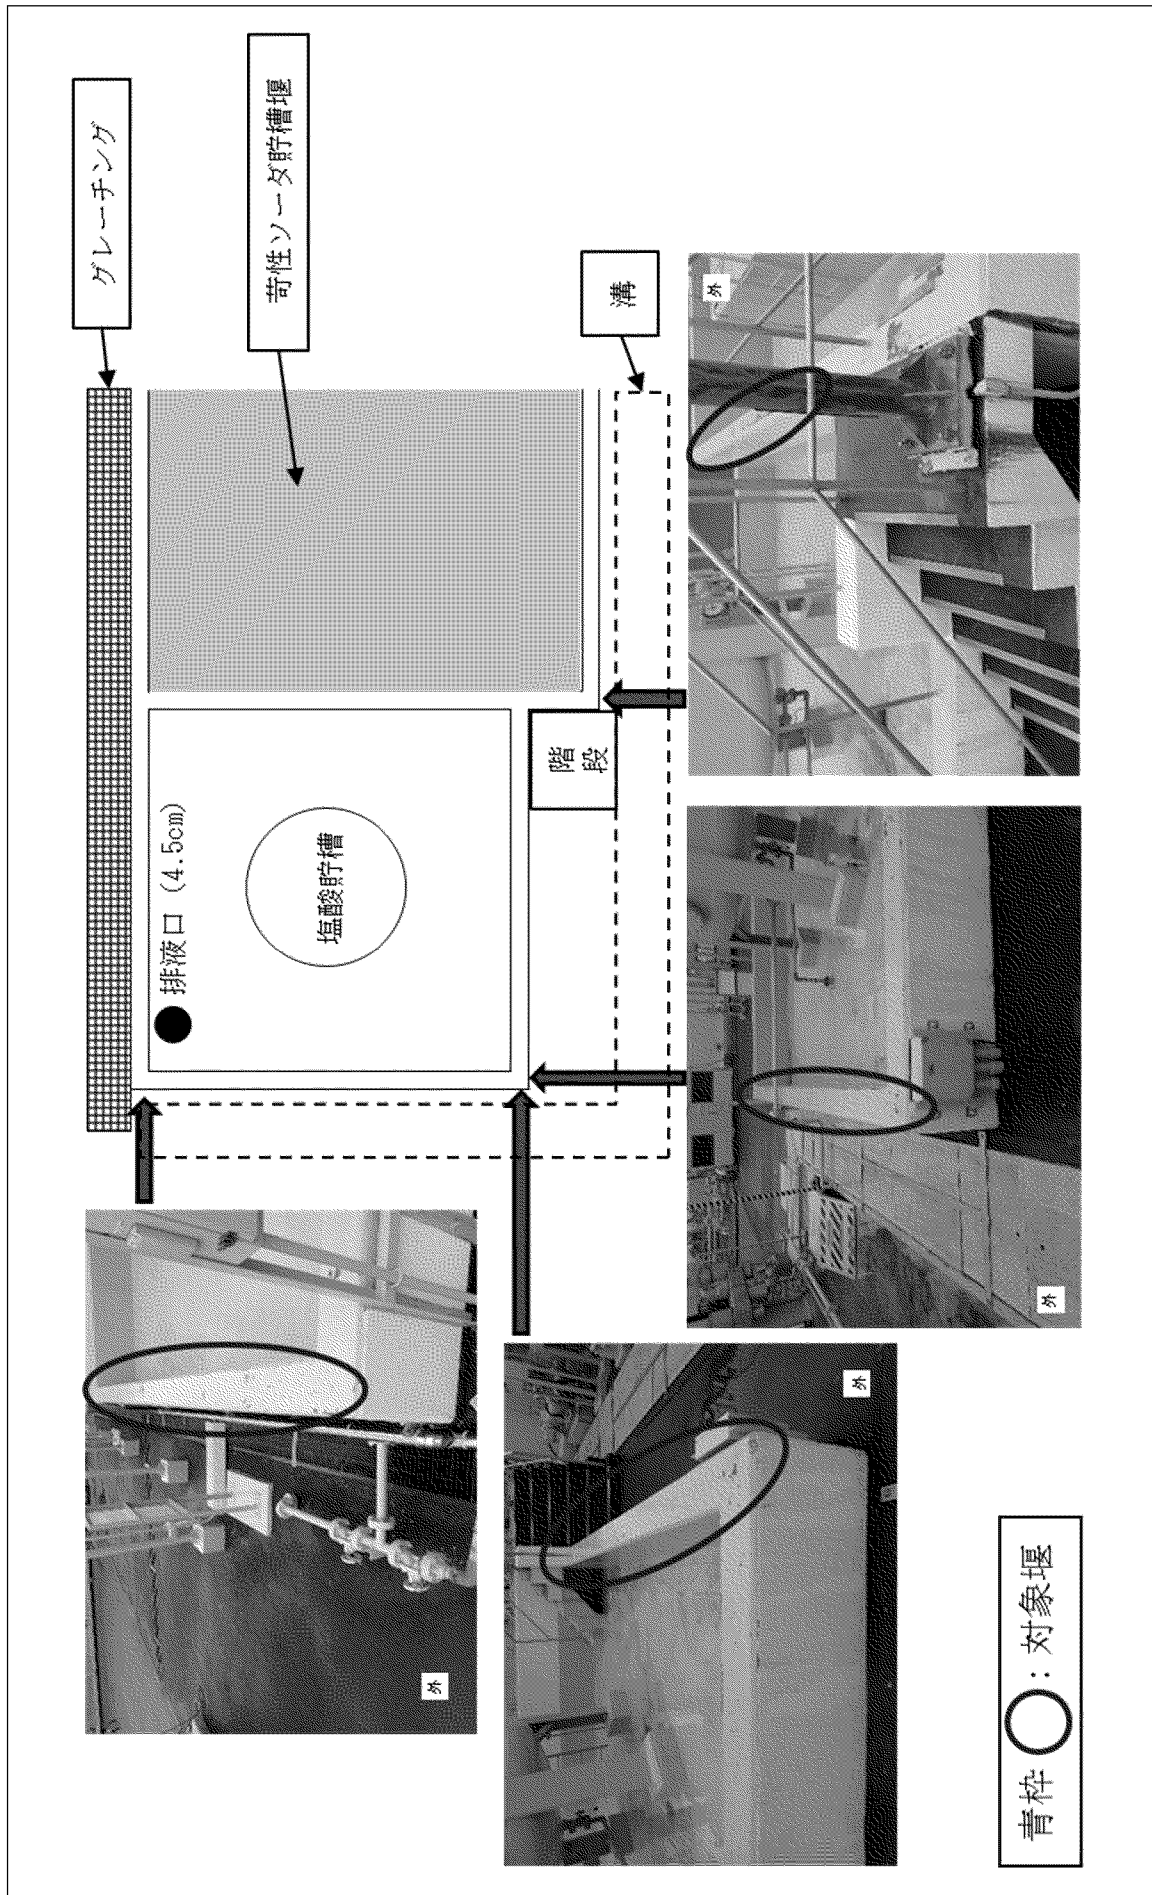 グレーチング
苛性ソーダ貯槽堰
溝
排液口 (4.5cm)
塩酸貯槽
階
段
外
外
外
外
青枠 ○ : 対象堰